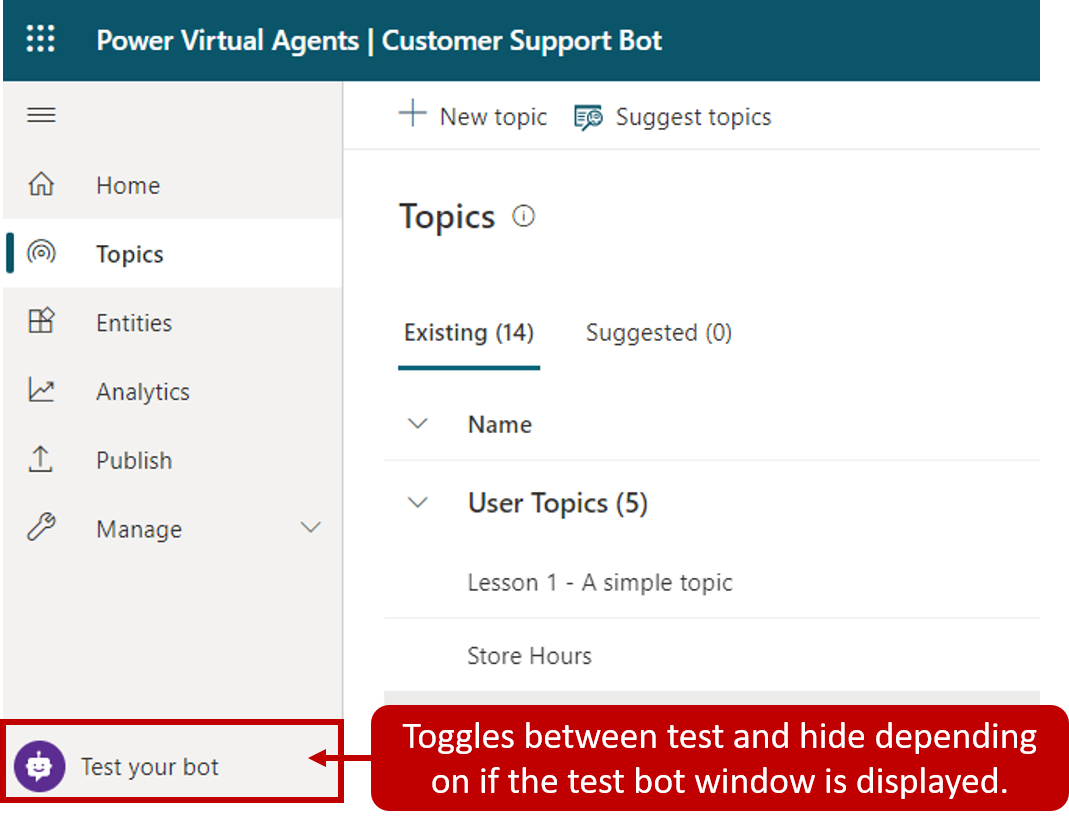 Power Virtual Agents | Customer Support Bot
New topic
Suggest topics
Home
Topics
Entities
Analytics
Publish
Manage
Topics
Existing (14)
Suggested (0)
Name
User Topics (5)
Lesson 1 - A simple topic
Store Hours
Test your bot
Toggles between test and hide depending
on if the test bot window is displayed.